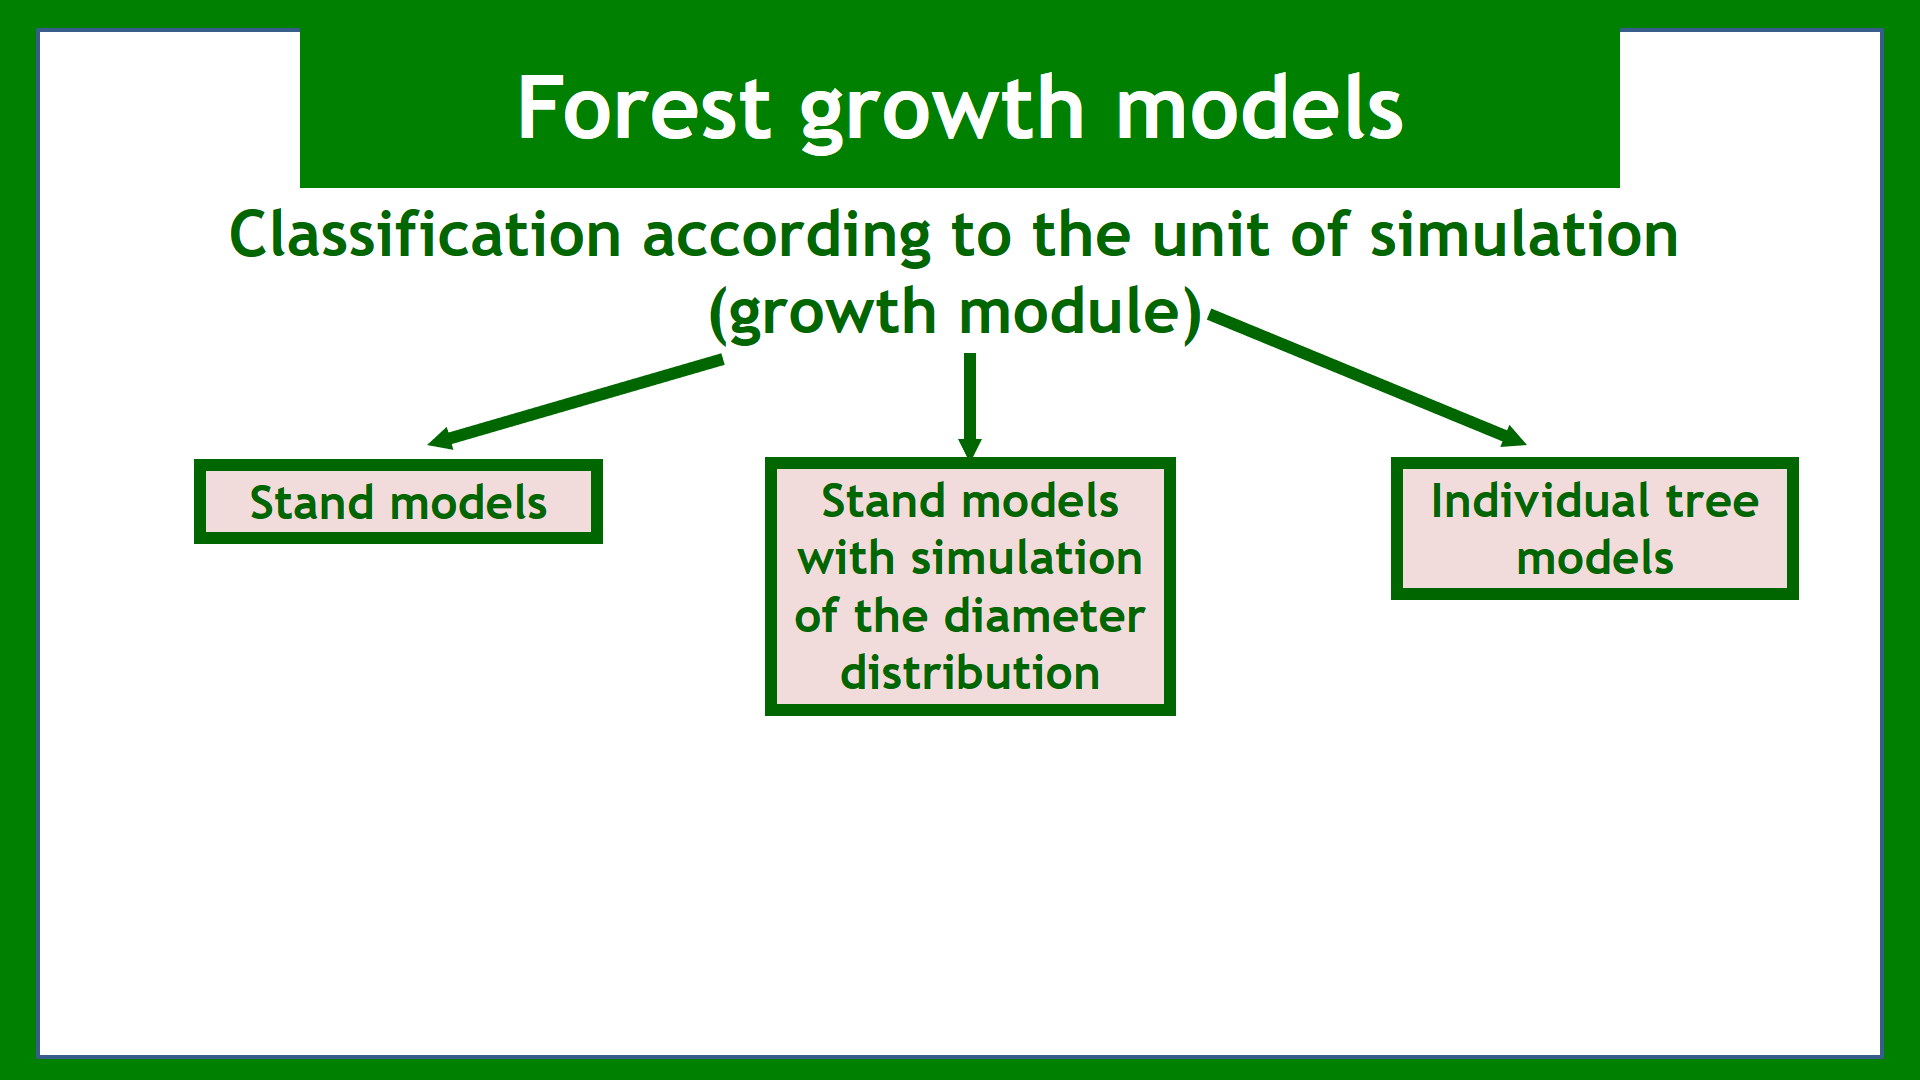 Forest growth models
Classification according to the unit of simulation
(growth module)
Stand models
Stand models
with simulation
of the diameter
distribution
Individual tree
models